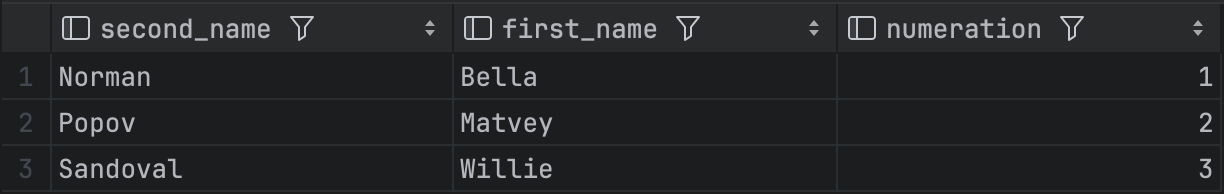 second_name first_name numeration
1 Norman Bella 1
2 Popov Matvey 2
3 Sandoval Willie 3